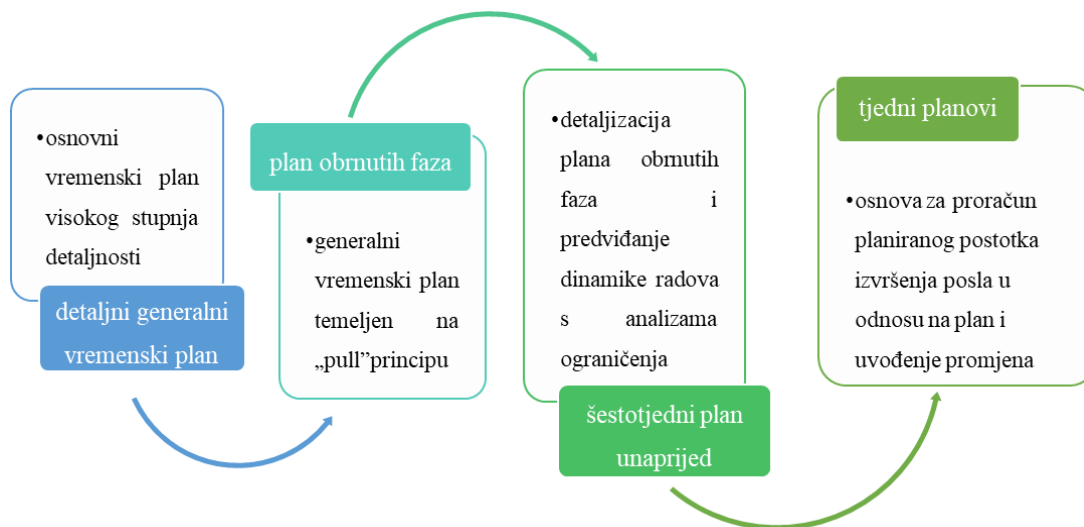 •osnovni
vremenski plan
visokog stupnja
detaljnosti
detaljni generalni
vremenski plan
plan obrnutih faza
•generalni
vremenski plan
temeljen na
„pull”principu
•detaljizacija
plana obrnutih
faza i
predviđanje
dinamike radova
s analizama
ograničenja
šestotjedni plan
unaprijed
tjedni planovi
•osnova za proračun
planiranog postotka
izvršenja posla u
odnosu na plan i
uvođenje promjena